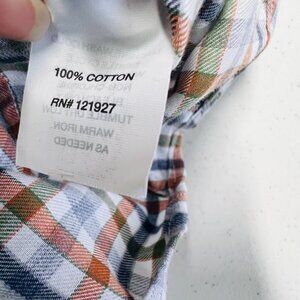 100% COTTON
RN# 121927
TUMBLE DRY LOW
WARM IRON
AS NEEDED